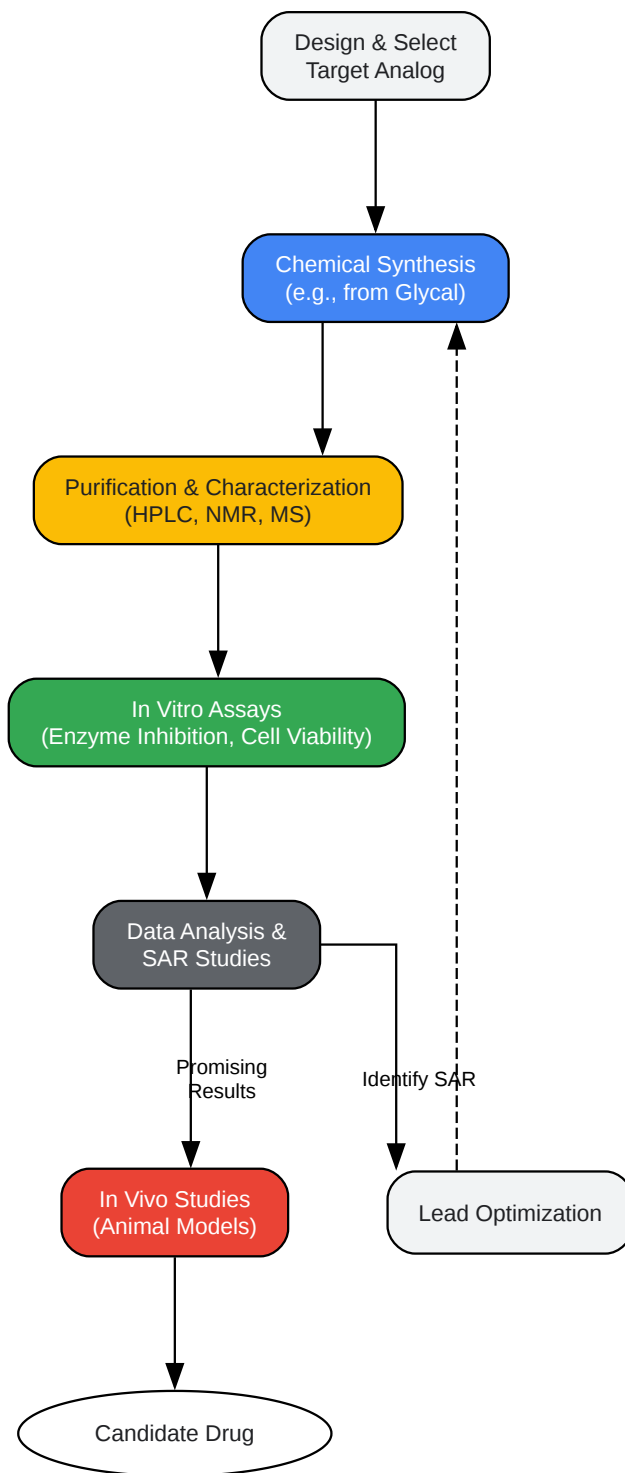 Design & Select
Target Analog
Chemical Synthesis
(e.g., from Glycal)
Purification & Characterization
(HPLC, NMR, MS)
In Vitro Assays
(Enzyme Inhibition, Cell Viability)
Data Analysis &
SAR Studies
Promising
Results
Identify SAR
In Vivo Studies
(Animal Models)
Lead Optimization
Candidate Drug